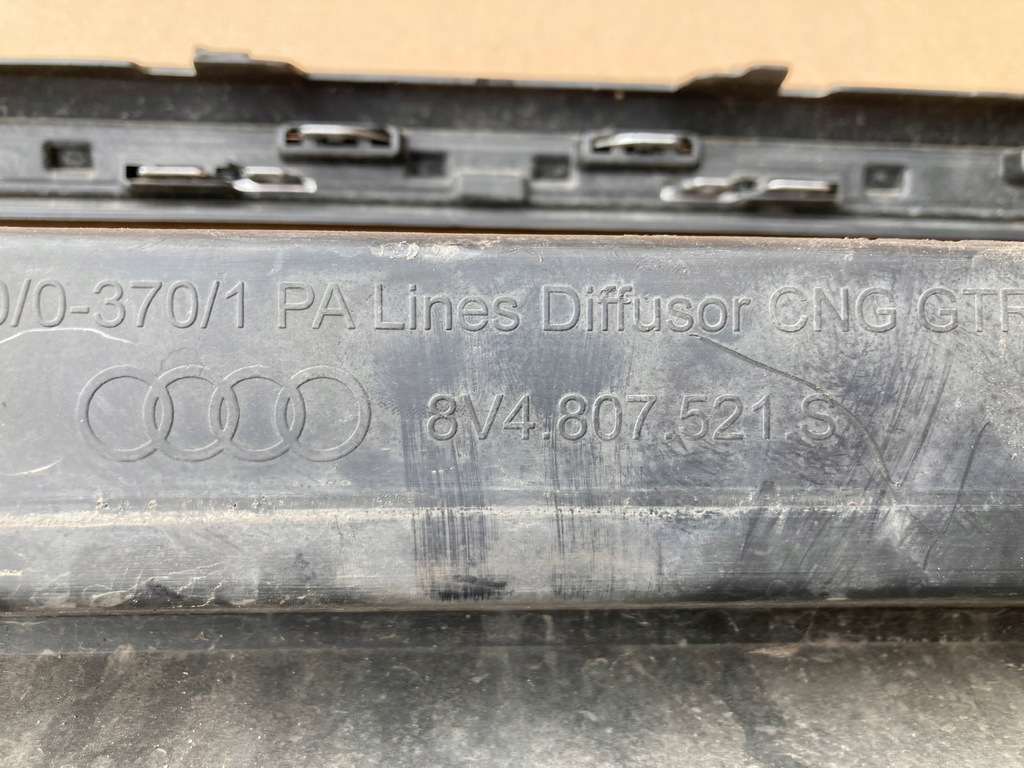 0/0-370/1 PA Lines Diffusor CNG GTR
8V4.807.521.S